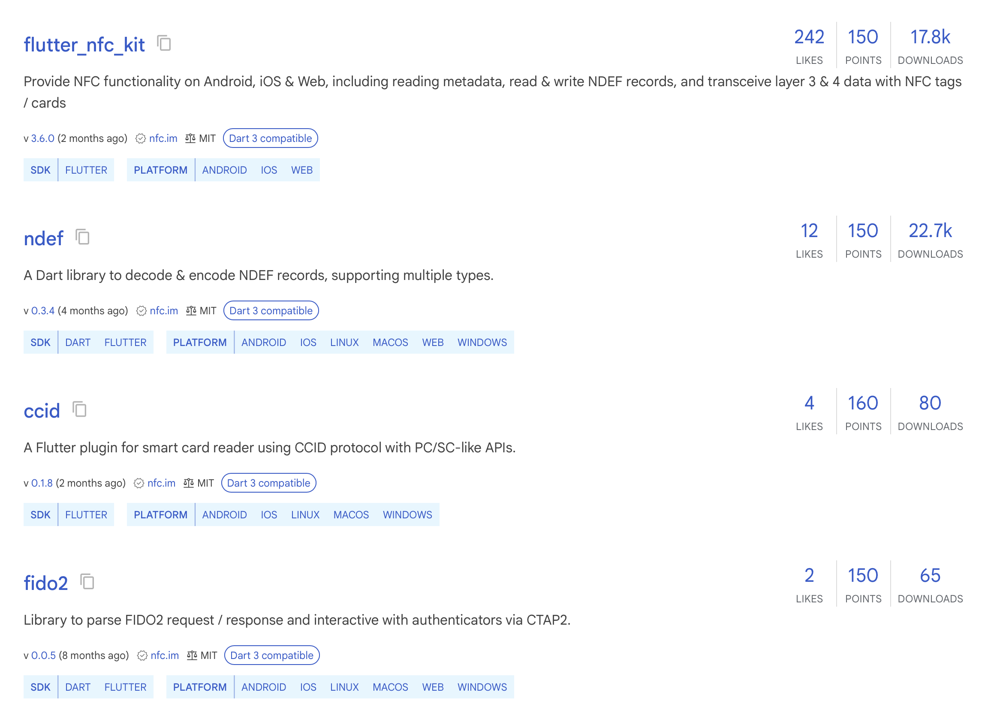 flutter_nfc_kit
242 150 17.8k
LIKES POINTS DOWNLOADS
Provide NFC functionality on Android, iOS & Web, including reading metadata, read & write NDEF records, and transceive layer 3 & 4 data with NFC tags
/ cards
v 3.6.0 (2 months ago) nfc.im MIT Dart 3 compatible
SDK FLUTTER PLATFORM ANDROID IOS WEB
ndef
12 150 22.7k
LIKES POINTS DOWNLOADS
A Dart library to decode & encode NDEF records, supporting multiple types.
v 0.3.4 (4 months ago) nfc.im MIT Dart 3 compatible
SDK DART FLUTTER PLATFORM ANDROID IOS LINUX MACOS WEB WINDOWS
ccid
4 160 80
LIKES POINTS DOWNLOADS
A Flutter plugin for smart card reader using CCID protocol with PC/SC-like APIs.
v 0.1.8 (2 months ago) nfc.im MIT Dart 3 compatible
SDK FLUTTER PLATFORM ANDROID IOS LINUX MACOS WINDOWS
fido2
2 150 65
LIKES POINTS DOWNLOADS
Library to parse FIDO2 request / response and interactive with authenticators via CTAP2.
v 0.0.5 (8 months ago) nfc.im MIT Dart 3 compatible
SDK DART FLUTTER PLATFORM ANDROID IOS LINUX MACOS WEB WINDOWS